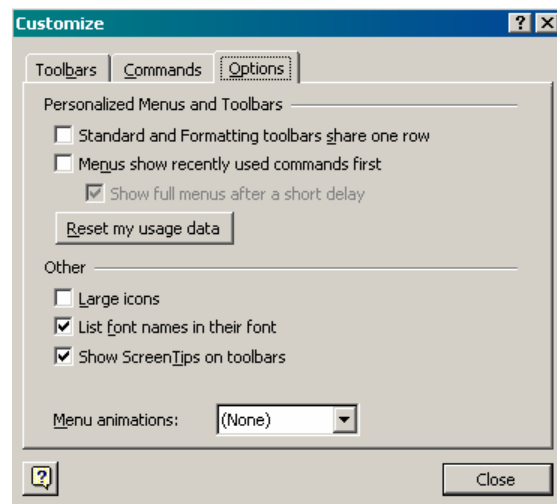 Customize
Toolbars Commands Options
Personalized Menus and Toolbars
Standard and Formatting toolbars share one row
Menus show recently used commands first
Show full menus after a short delay
Reset my usage data
Other
Large icons
List font names in their font
Show ScreenTips on toolbars
Menu animations: (None)
Close